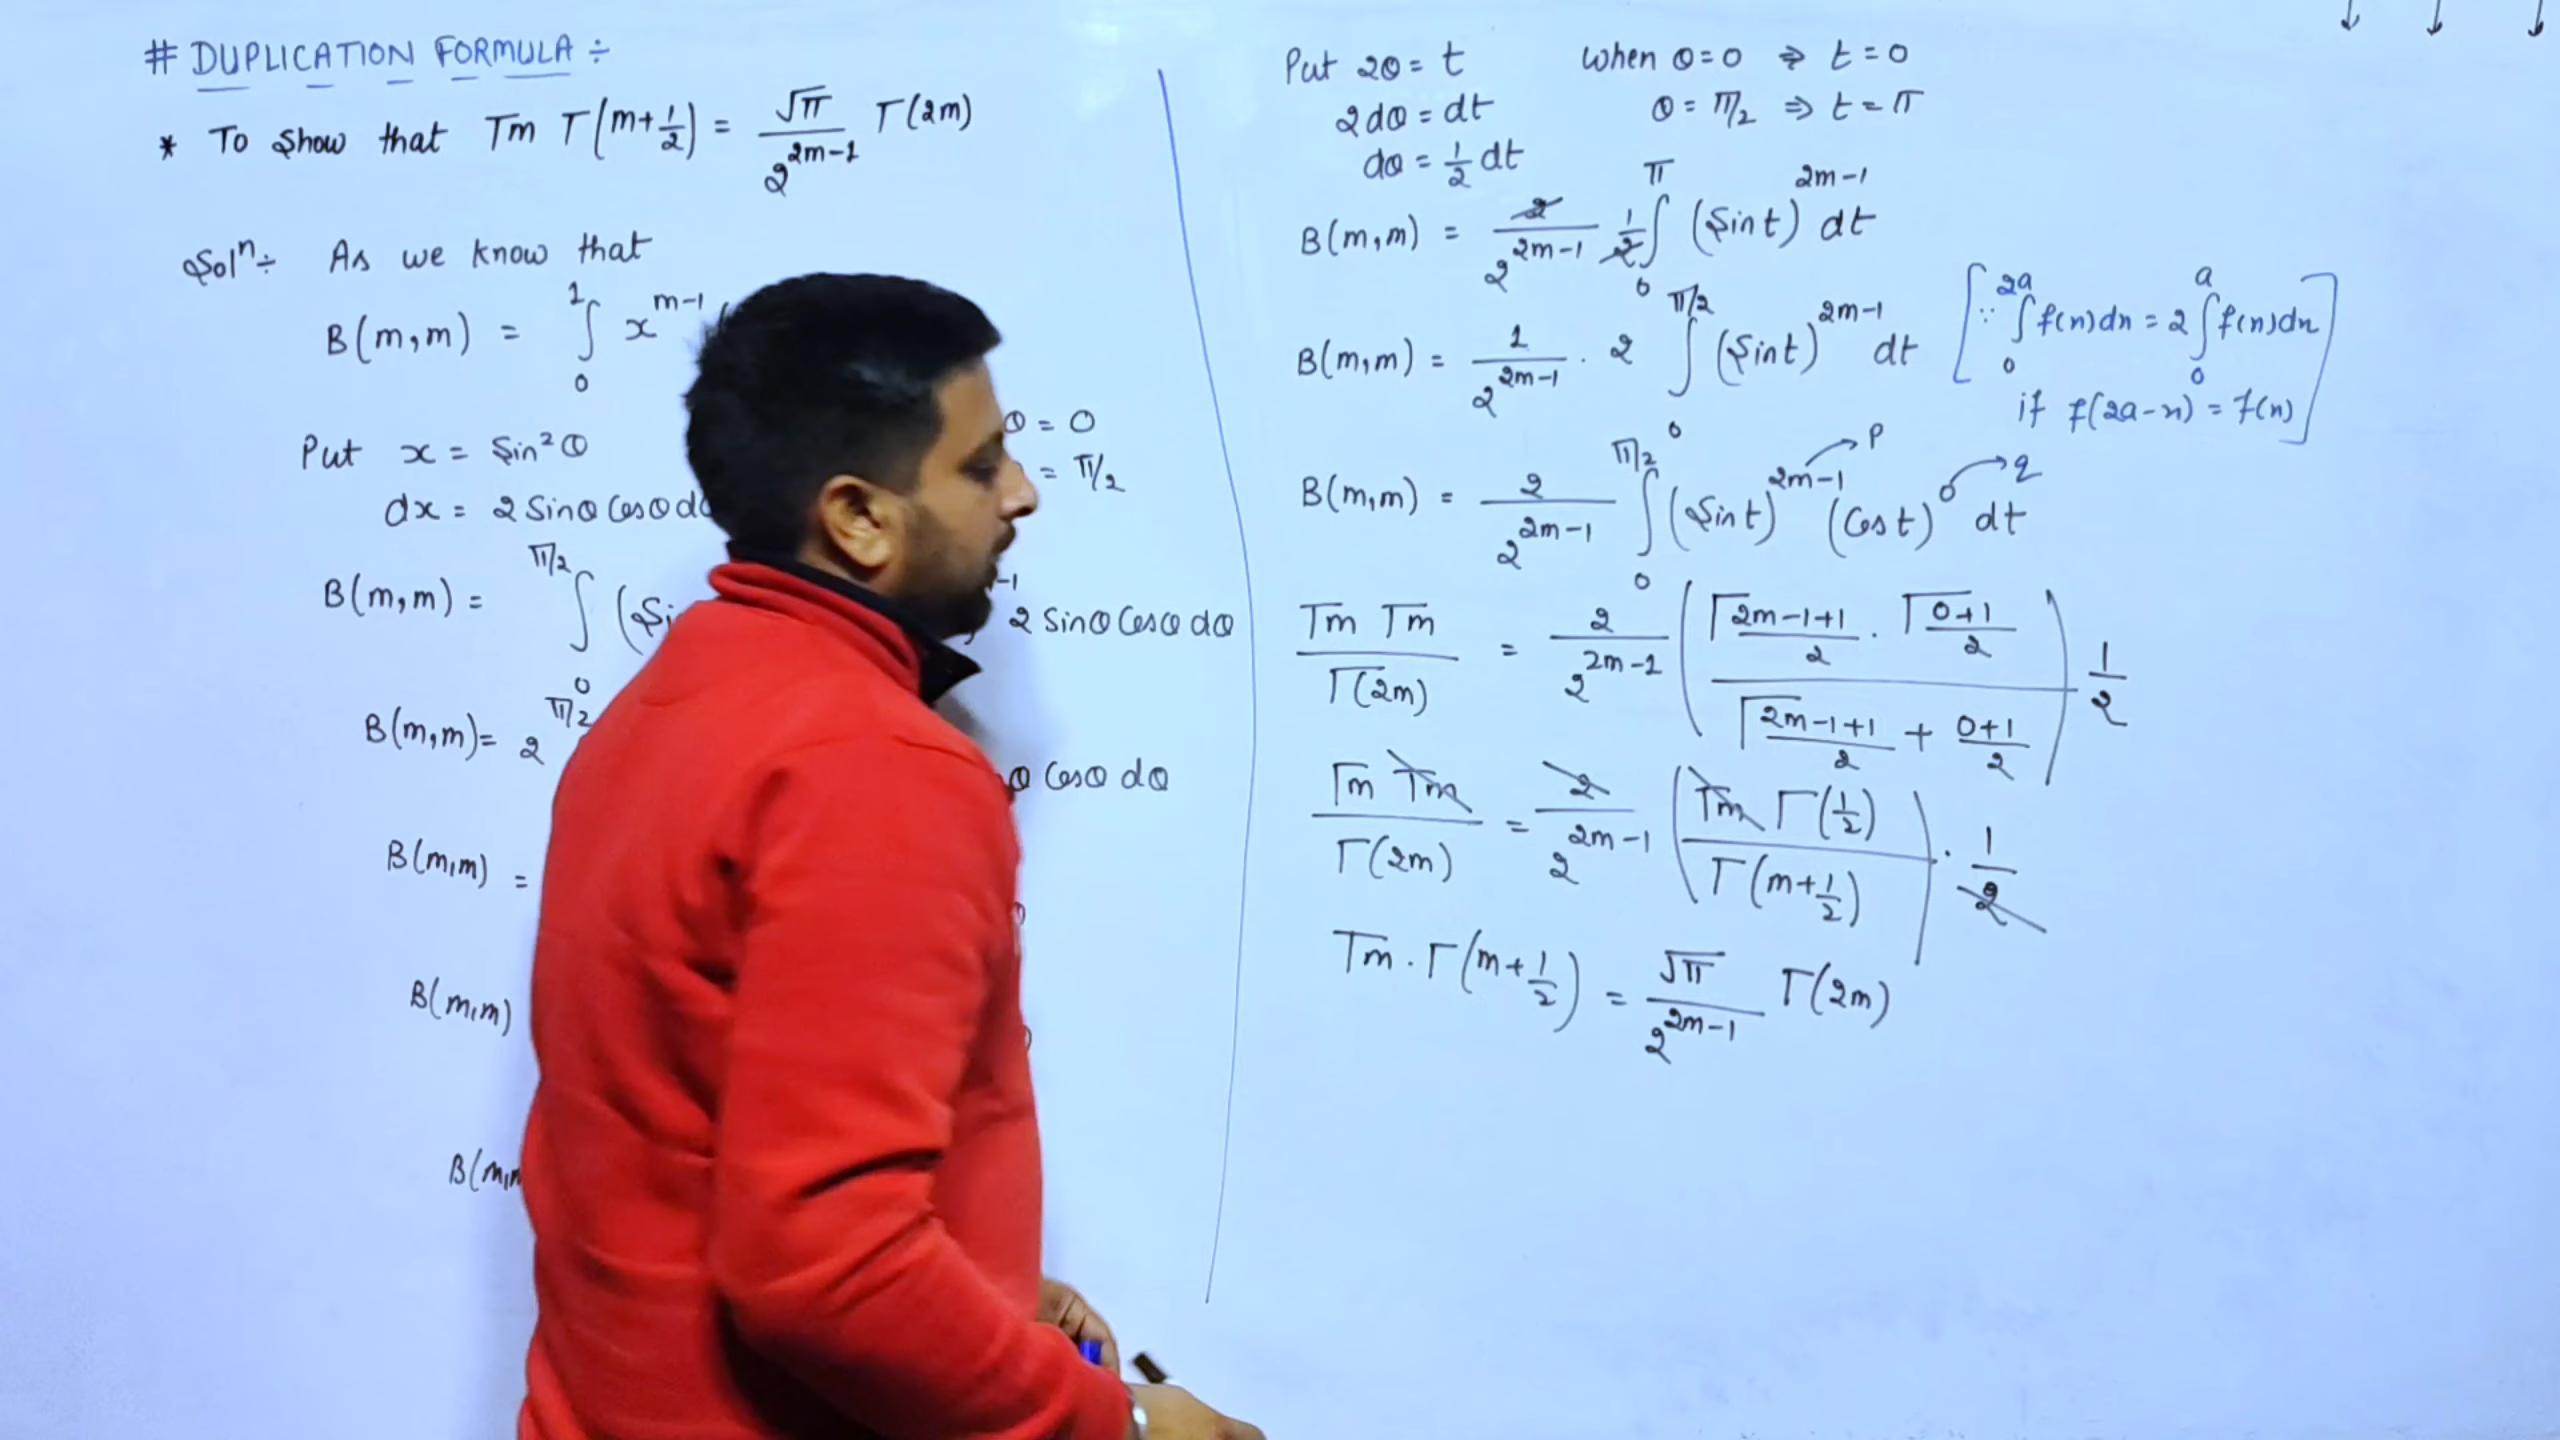 # DUPLICATION FORMULA ÷
* To show that Γm Γ(m+1/2) = √π/2^(2m-1) Γ(2m)
Solⁿ÷ As we know that
B(m,m) = ∫₀¹ x^(m-1) (
Put x = Sin²θ
θ = 0
= π/2
dx = 2 Sinθ Cosθ dθ
B(m,m) = ∫₀^(π/2) (Si
-1 2 Sinθ Cosθ dθ
B(m,m) = 2 π/2
θ Cosθ dθ
B(m,m) =
B(m,m)
B(m,m
Put 2θ = t When θ=0 ⇒ t = 0
2dθ = dt θ = π/2 ⇒ t = π
dθ = 1/2 dt
B(m,m) = 2/2^(2m-1) 1/2 ∫₀^π (Sin t)^(2m-1) dt
B(m,m) = 1/2^(2m-1) . 2 ∫₀^(π/2) (Sin t)^(2m-1) dt [∵ ∫₀^(2a) f(x)dx = 2 ∫₀^a f(x)dx
if f(2a-x) = f(x)]
B(m,m) = 2/2^(2m-1) ∫₀^(π/2) (Sin t)^(2m-1 → p) (Cos t)^(0 → q) dt
Γm Γm/Γ(2m) = 2/2^(2m-1) (Γ(2m-1+1)/2 . Γ(0+1)/2 / Γ(2m-1+1)/2 + (0+1)/2) 1/2
Γm Γm/Γ(2m) = 2/2^(2m-1) (Γm Γ(1/2) / Γ(m+1/2)) . 1/2
Γm . Γ(m+1/2) = √π/2^(2m-1) Γ(2m)